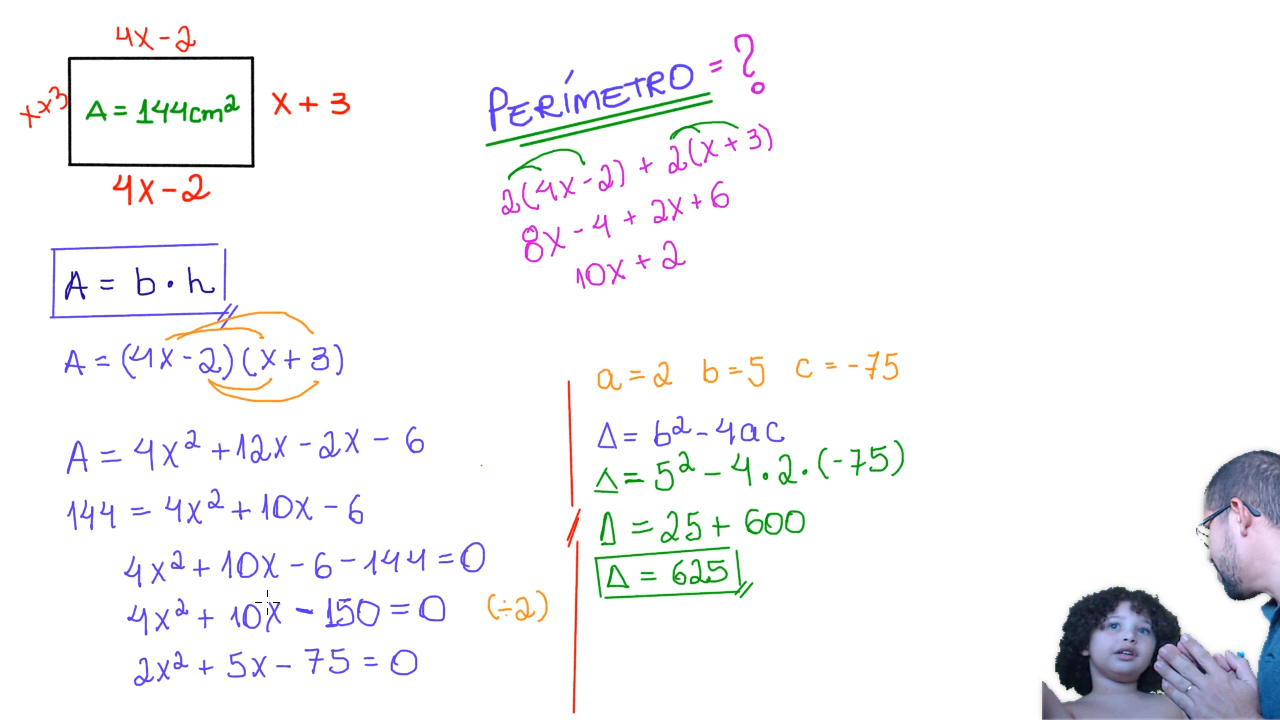 4x - 2
x + 3
A = 144cm²
x + 3
4x - 2
A = b · h
A = (4x - 2)(x + 3)
A = 4x² + 12x - 2x - 6
144 = 4x² + 10x - 6
4x² + 10x - 6 - 144 = 0
4x² + 10x - 150 = 0 (÷2)
2x² + 5x - 75 = 0
PERÍMETRO = ?
2(4x - 2) + 2(x + 3)
8x - 4 + 2x + 6
10x + 2
a = 2 b = 5 c = -75
Δ = b² - 4ac
Δ = 5² - 4 · 2 · (-75)
Δ = 25 + 600
Δ = 625